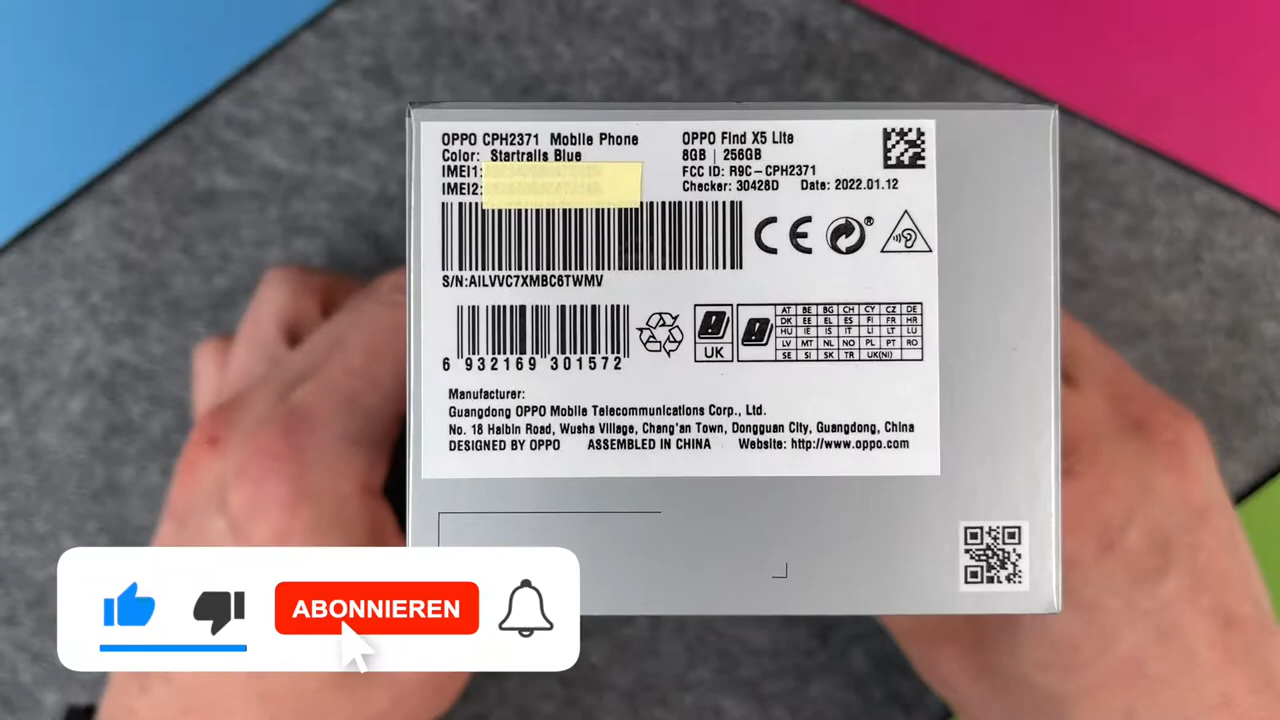 OPPO CPH2371 Mobile Phone
Color: Startrails Blue
IMEI1:
IMEI2:
OPPO Find X5 Lite
8GB | 256GB
FCC ID: R9C-CPH2371
Checker: 30428D Date: 2022.01.12
CE
®
S/N:AILVVC7XMBC6TWMV
6 932169 301572
UK
AT BE BG CH CY CZ DE
DK EE EL ES FI FR HR
HU IE IS IT LI LT LU
LV MT NL NO PL PT RO
SE SI SK TR UK(NI)
Manufacturer:
Guangdong OPPO Mobile Telecommunications Corp., Ltd.
No. 18 Haibin Road, Wusha Village, Chang'an Town, Dongguan City, Guangdong, China
DESIGNED BY OPPO ASSEMBLED IN CHINA Website: http://www.oppo.com
ABONNIEREN